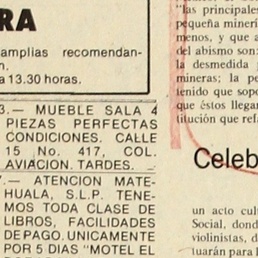 RA
amplias recomendan-
n.
a 13.30 horas.
3.— MUEBLE SALA 4
PIEZAS PERFECTAS
CONDICIONES. CALLE
15 No. 417, COL.
AVIACION. TARDES.
7.— ATENCION MATE-
HUALA, S.L.P. TENE-
MOS TODA CLASE DE
LIBROS, FACILIDADES
DE PAGO. UNICAMENTE
POR 5 DIAS "MOTEL EL
"las principales
pequeña minerí
menos, y que a
del abismo son:
la desmedida
mineras; la pe
tenido que sopo
que éstos llegar
titución que ref
Celeb
un acto cult
Social, dond
violinistas, d
tuarán para l